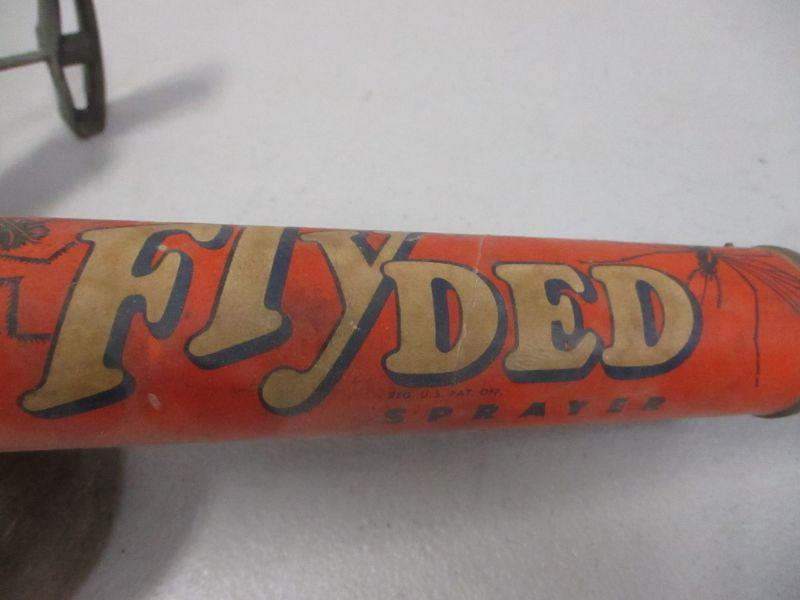 FlyDED
REG. U.S. PAT. OFF.
SPRAYER